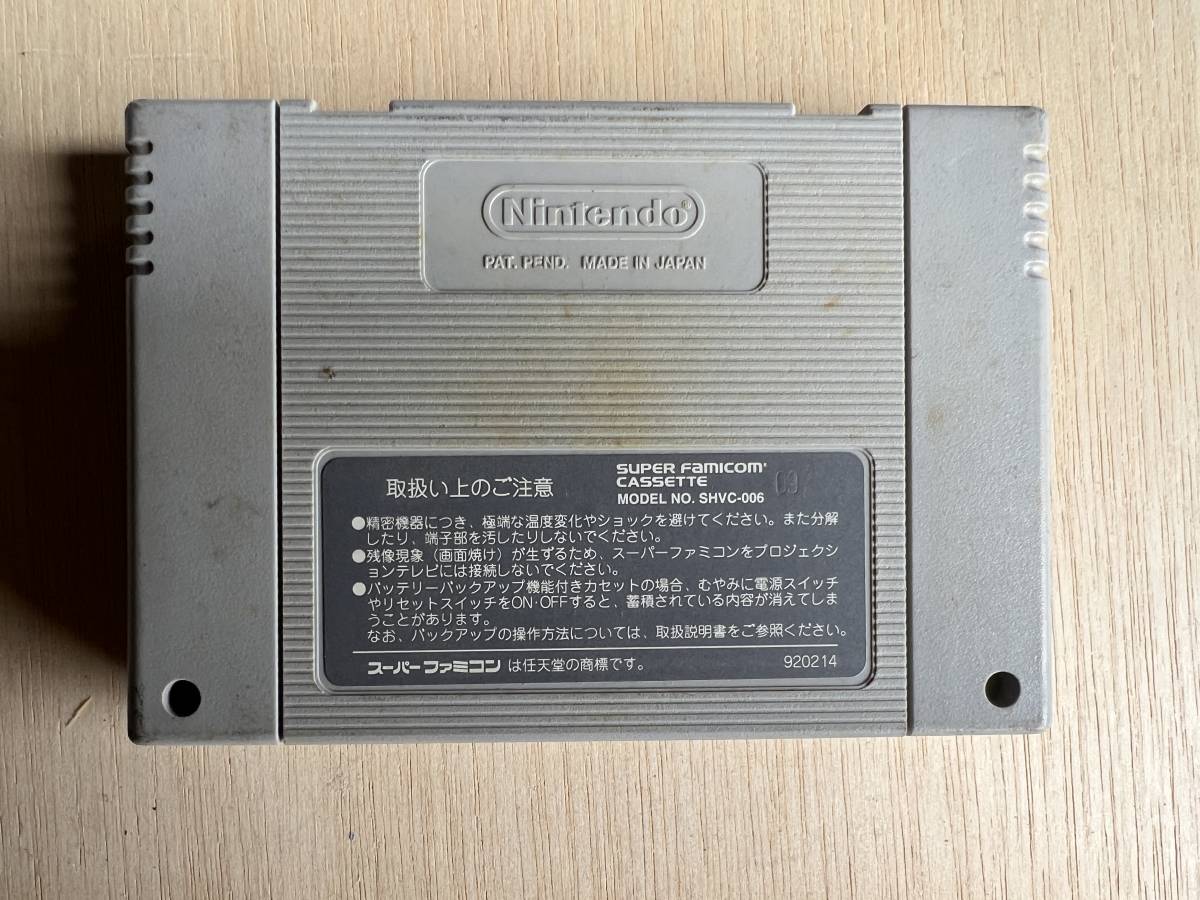 Nintendo®
PAT. PEND. MADE IN JAPAN
取扱い上のご注意
SUPER FAMICOM
CASSETTE
MODEL NO. SHVC-006
●精密機器につき、極端な温度変化やショックを避けてください。また分解
したり、端子部を汚したりしないでください。
●残像現象（画面焼け）が生ずるため、スーパーファミコンをプロジェクシ
ョンテレビには接続しないでください。
●バッテリーバックアップ機能付きカセットの場合、むやみに電源スイッチ
やリセットスイッチをON・OFFすると、蓄積されている内容が消えてしま
うことがあります。
なお、バックアップの操作方法については、取扱説明書をご参照ください。
スーパーファミコン は任天堂の商標です。
920214